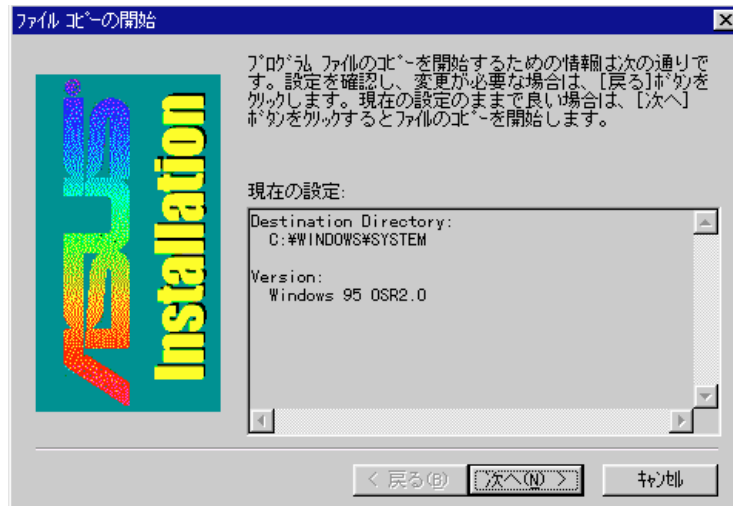 ﾌｧｲﾙ ｺﾋﾟｰの開始
ﾌﾟﾛｸﾞﾗﾑ ﾌｧｲﾙのｺﾋﾟｰを開始するための情報は次の通りで
す。設定を確認し、変更が必要な場合は、[戻る]ﾎﾞﾀﾝを
ｸﾘｯｸします。現在の設定のままで良い場合は、[次へ]
ﾎﾞﾀﾝをｸﾘｯｸするとﾌｧｲﾙのｺﾋﾟｰを開始します。
ASUS
Installation
現在の設定:
Destination Directory:
C:¥WINDOWS¥SYSTEM
Version:
Windows 95 OSR2.0
< 戻る(B)
次へ(N) >
ｷｬﾝｾﾙ